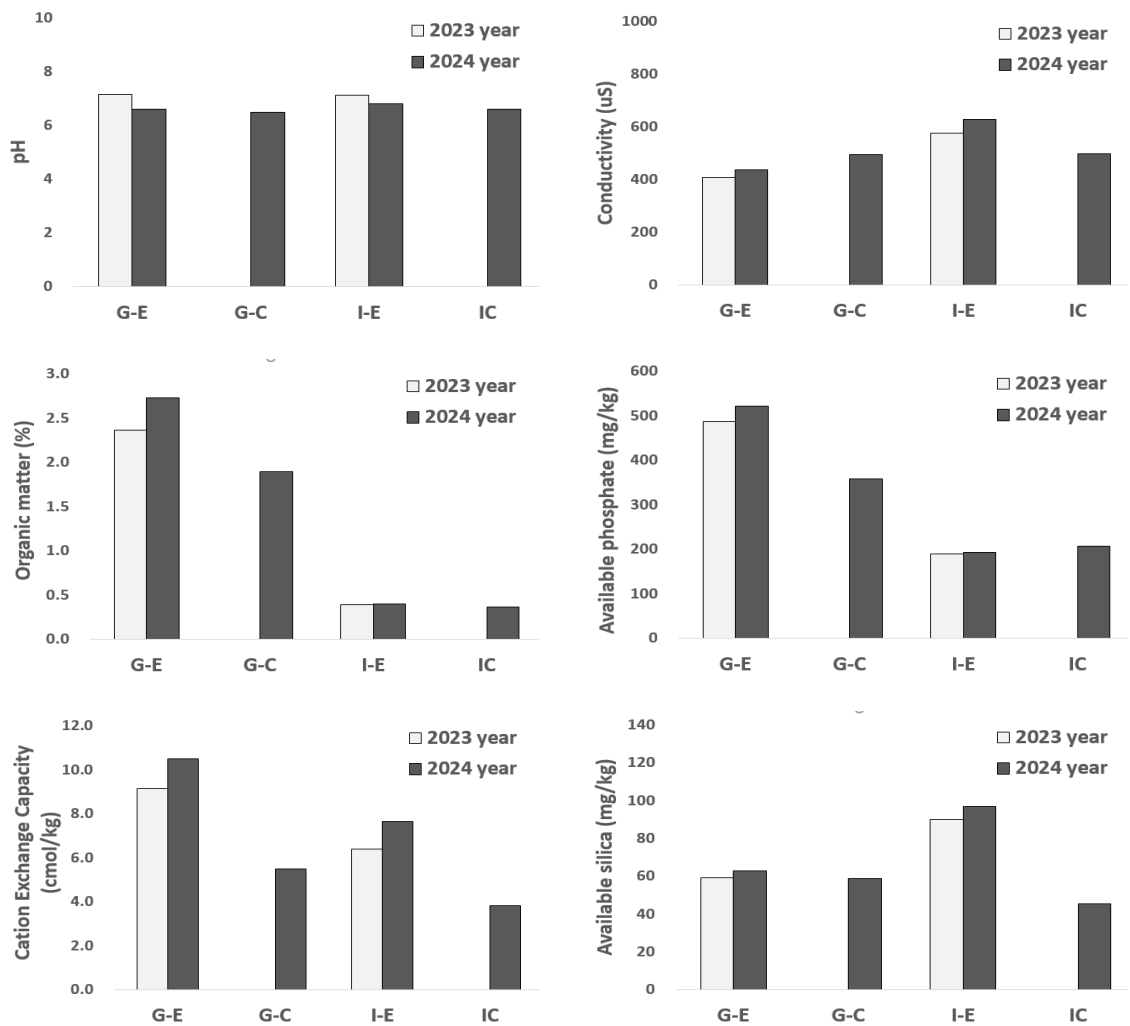 pH
10
8
6
4
2
0
2023 year
2024 year
G-E G-C I-E IC
Conductivity (uS)
1000
800
600
400
200
0
2023 year
2024 year
G-E G-C I-E IC
Organic matter (%)
3.0
2.5
2.0
1.5
1.0
0.5
0.0
2023 year
2024 year
G-E G-C I-E IC
Available phosphate (mg/kg)
600
500
400
300
200
100
0
2023 year
2024 year
G-E G-C I-E IC
Cation Exchange Capacity
(cmol/kg)
12.0
10.0
8.0
6.0
4.0
2.0
0.0
2023 year
2024 year
G-E G-C I-E IC
Available silica (mg/kg)
140
120
100
80
60
40
20
0
2023 year
2024 year
G-E G-C I-E IC